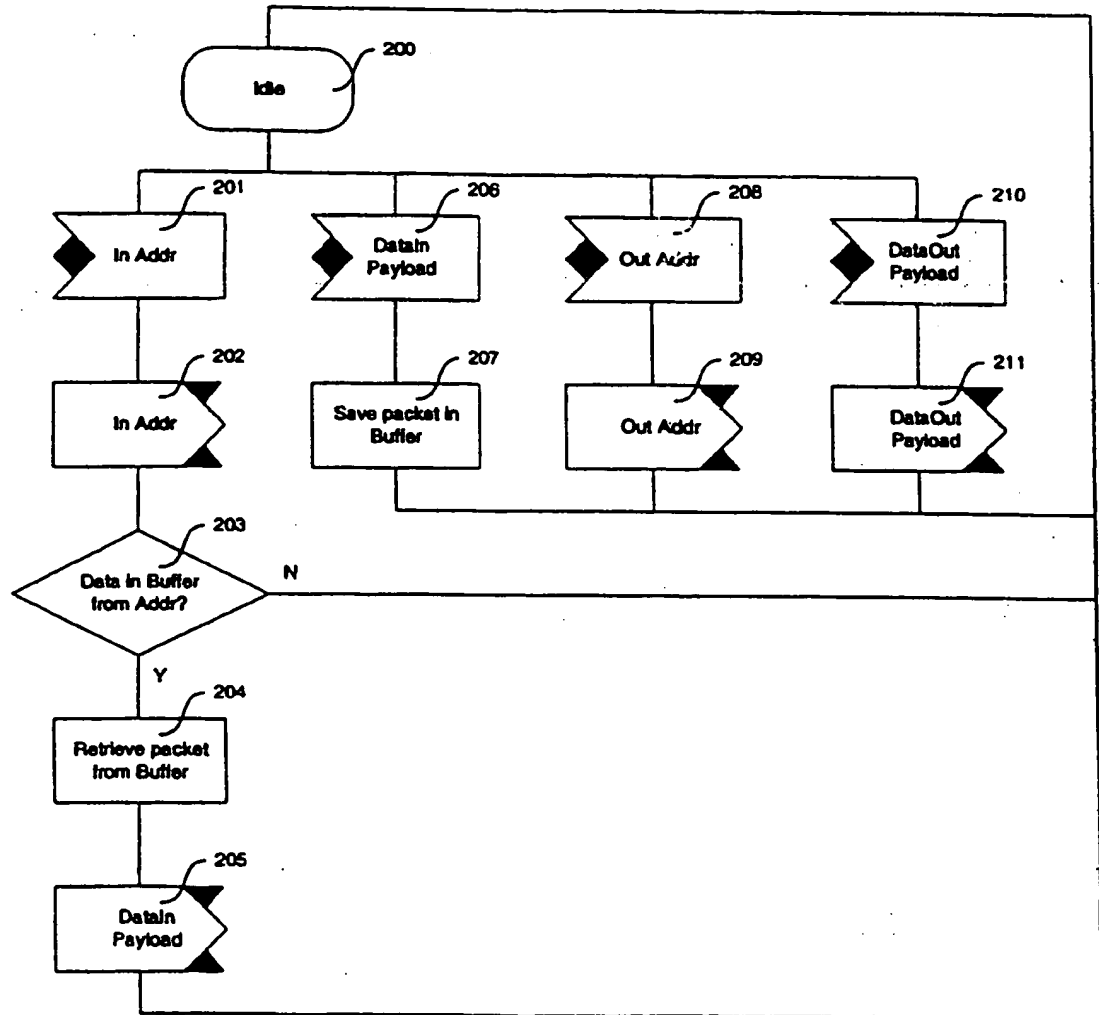 200
Idle
201
206
208
210
In Addr
DataIn
Payload
Out Addr
DataOut
Payload
202
207
209
211
In Addr
Save packet in
Buffer
Out Addr
DataOut
Payload
203
Data in Buffer
from Addr?
N
Y
204
Retrieve packet
from Buffer
205
DataIn
Payload